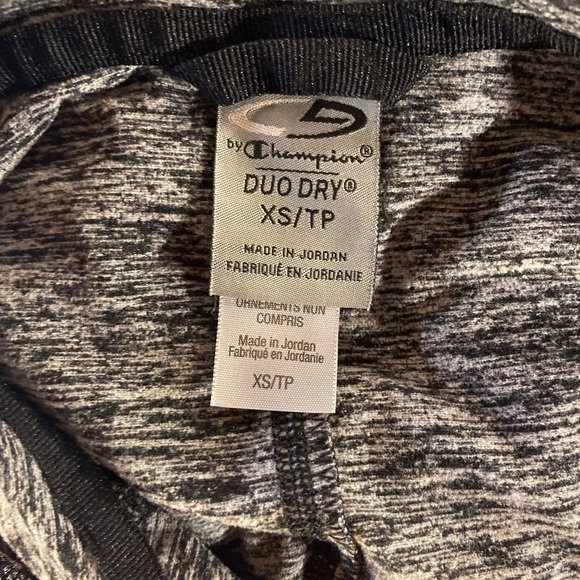 by Champion®
DUO DRY®
XS/TP
MADE IN JORDAN
FABRIQUÉ EN JORDANIE
ORNEMENTS NON
COMPRIS
Made in Jordan
Fabriqué en Jordanie
XS/TP